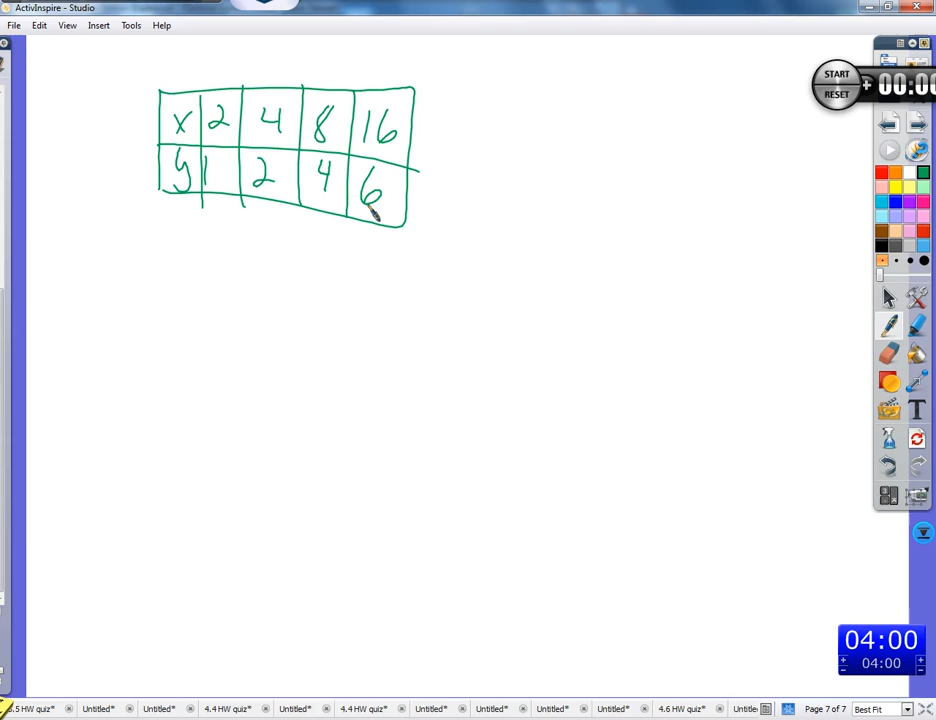 ActivInspire - Studio
File Edit View Insert Tools Help
START
RESET
x 2 4 8 16
y 1 2 4 6
04:00
04:00
5.5 HW quiz* Untitled* Untitled* 4.4 HW quiz* Untitled* 4.4 HW quiz* Untitled* Untitled* Untitled* Untitled* 4.6 HW quiz* Page 7 of 7 Best Fit